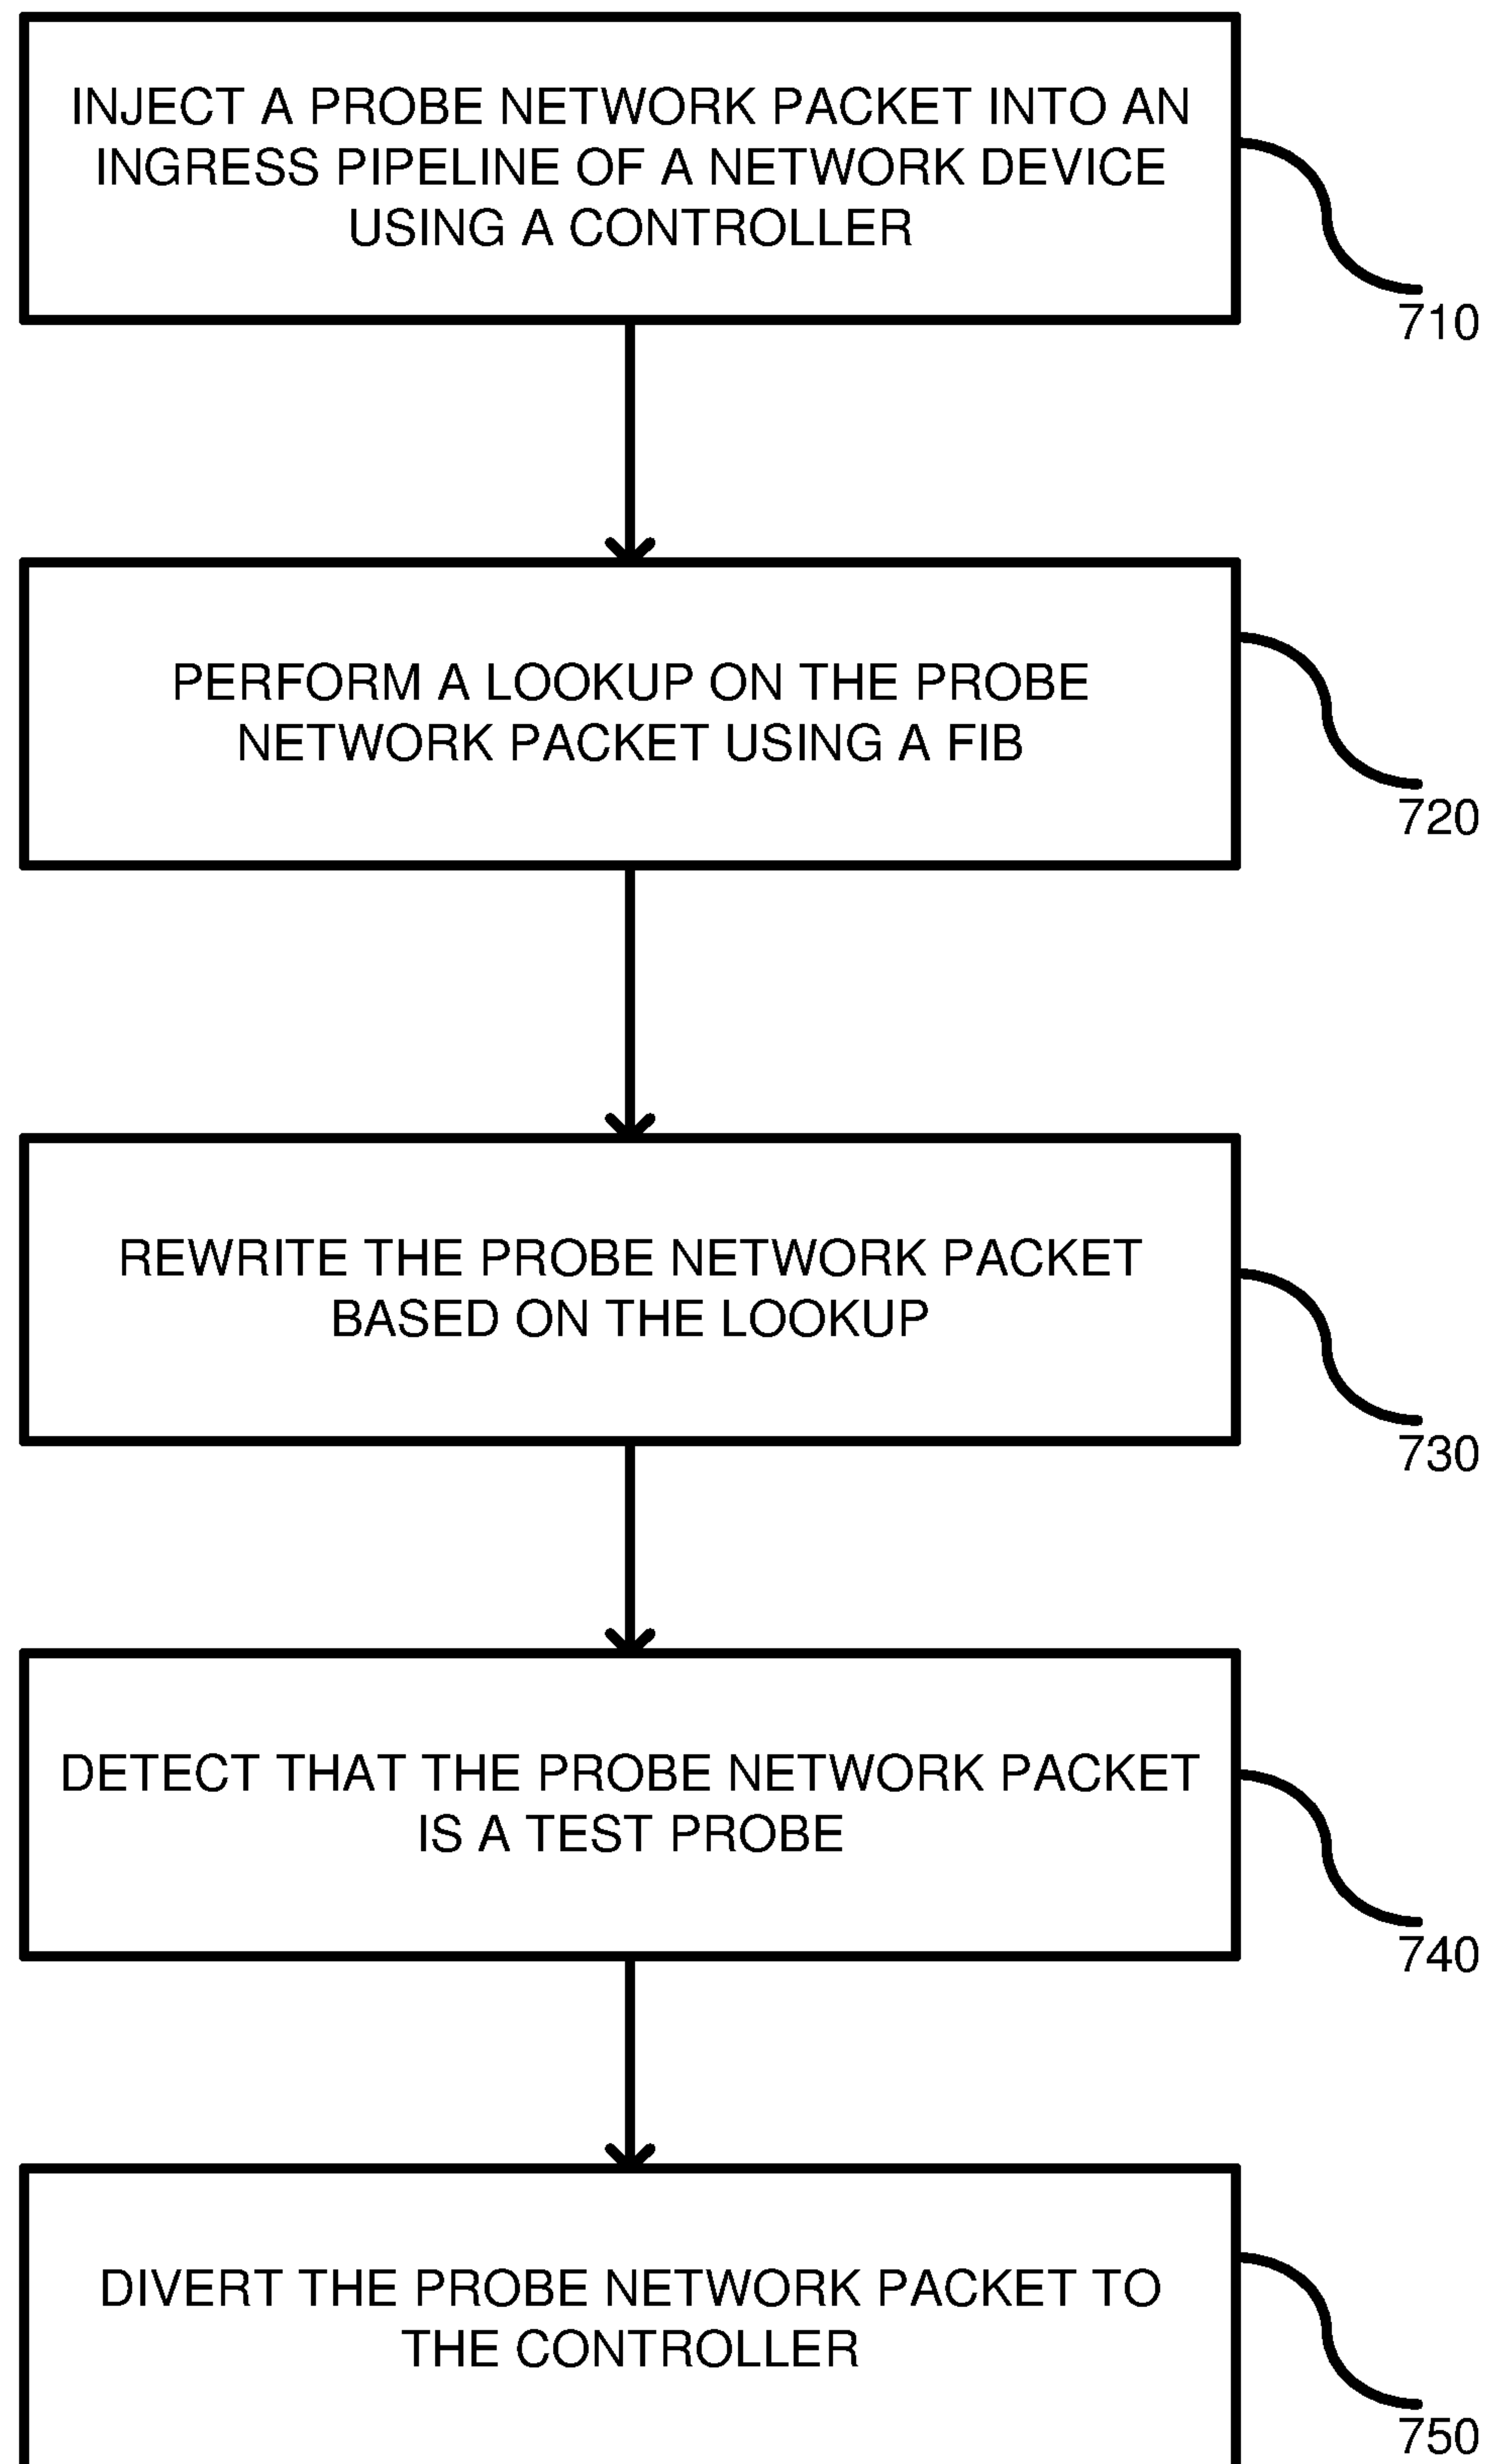 INJECT A PROBE NETWORK PACKET INTO AN
INGRESS PIPELINE OF A NETWORK DEVICE
USING A CONTROLLER
710
PERFORM A LOOKUP ON THE PROBE
NETWORK PACKET USING A FIB
720
REWRITE THE PROBE NETWORK PACKET
BASED ON THE LOOKUP
730
DETECT THAT THE PROBE NETWORK PACKET
IS A TEST PROBE
740
DIVERT THE PROBE NETWORK PACKET TO
THE CONTROLLER
750